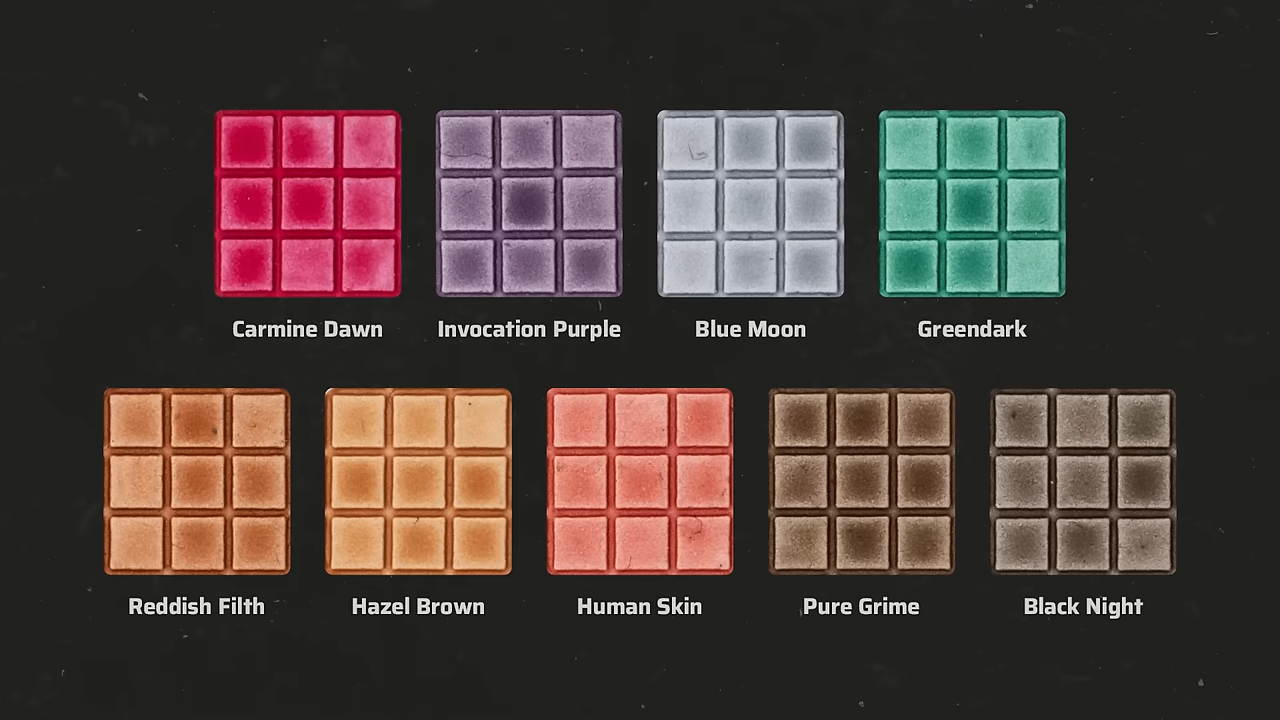 Carmine Dawn
Invocation Purple
Blue Moon
Greendark
Reddish Filth
Hazel Brown
Human Skin
Pure Grime
Black Night